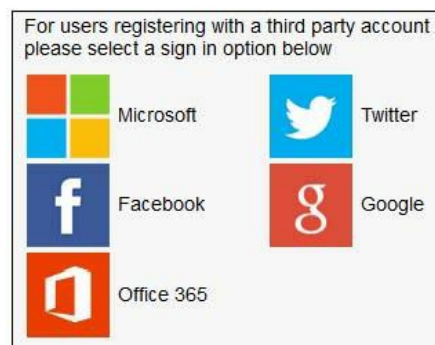 For users registering with a third party account
please select a sign in option below
Microsoft
Twitter
f
Facebook
g
Google
Office 365